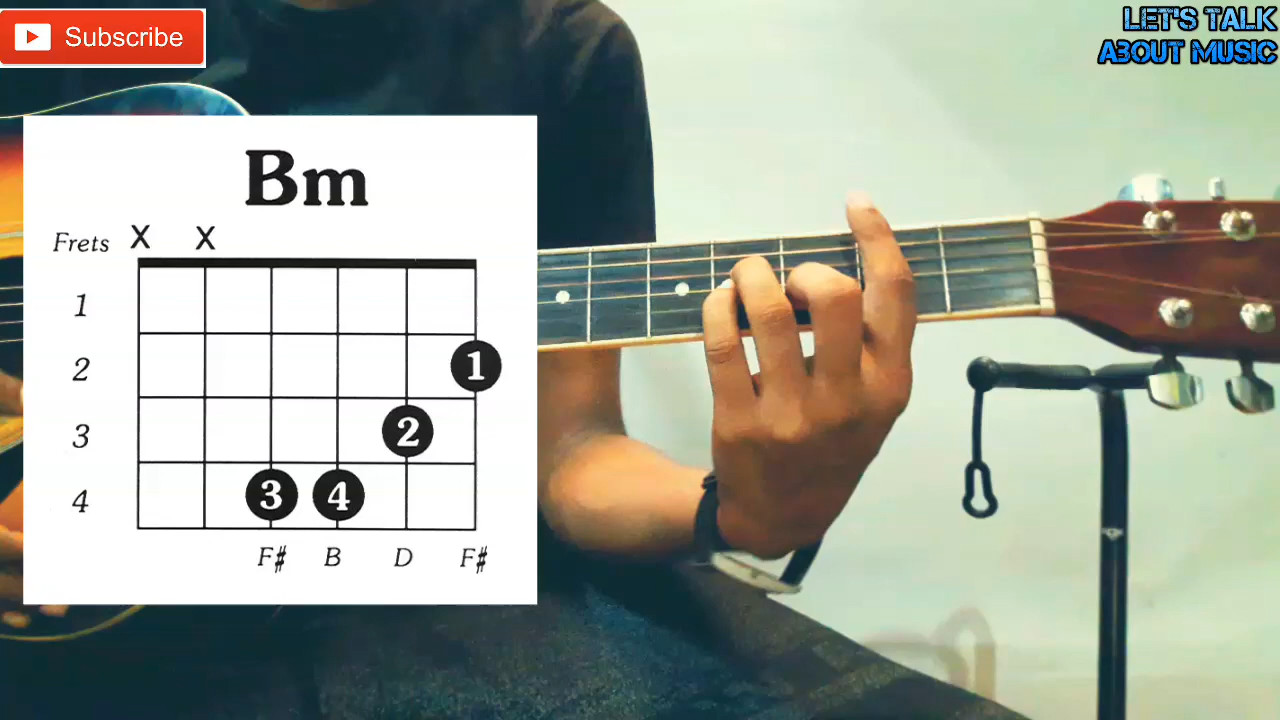 Subscribe
LET'S TALK
ABOUT MUSIC
Bm
Frets X X
1
2
3
4
1
2
3 4
F# B D F#